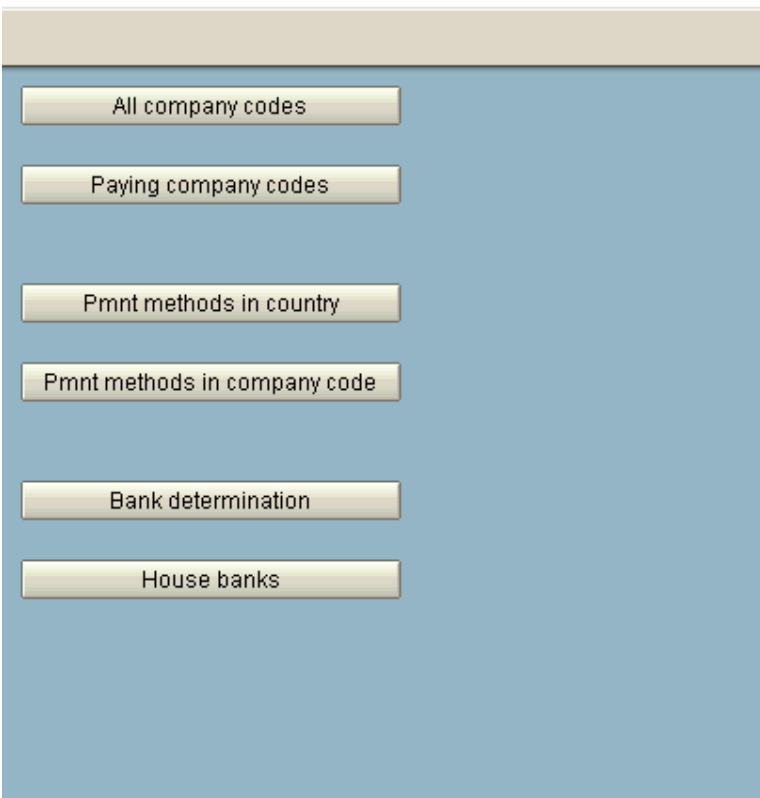 All company codes
Paying company codes
Pmnt methods in country
Pmnt methods in company code
Bank determination
House banks